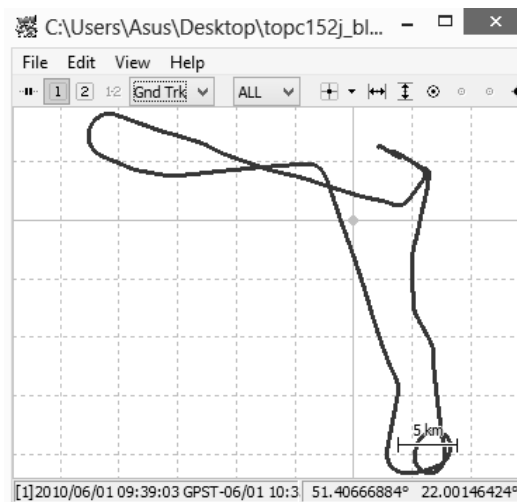 C:\Users\Asus\Desktop\topc152j_bl...
File Edit View Help
1 2 1-2 Gnd Trk ALL
5 km
[1]2010/06/01 09:39:03 GPST-06/01 10:3 51.40666884° 22.00146424°